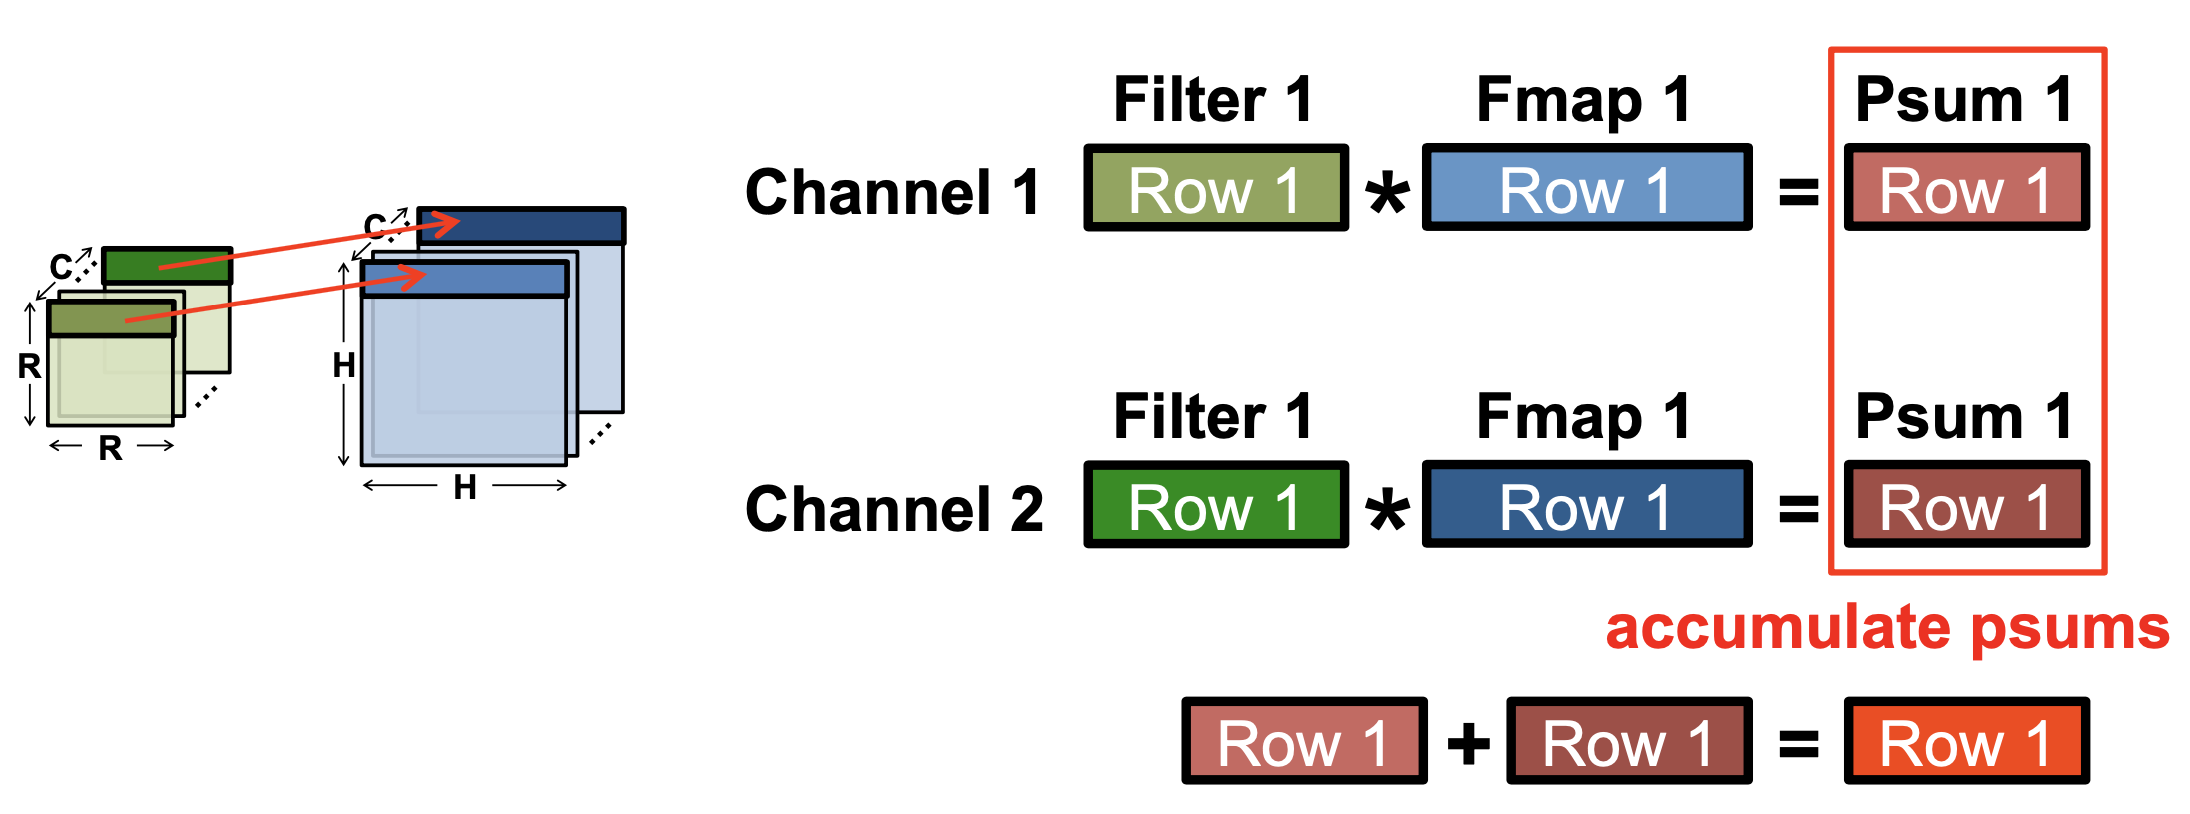 C
C
R
H
R
H
Filter 1 Fmap 1 Psum 1
Channel 1 Row 1 * Row 1 = Row 1
Filter 1 Fmap 1 Psum 1
Channel 2 Row 1 * Row 1 = Row 1
accumulate psums
Row 1 + Row 1 = Row 1